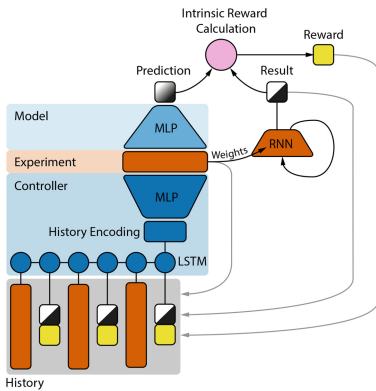 Intrinsic Reward
Calculation
Reward
Prediction
Result
Model
MLP
Experiment
Weights
RNN
Controller
MLP
History Encoding
LSTM
History